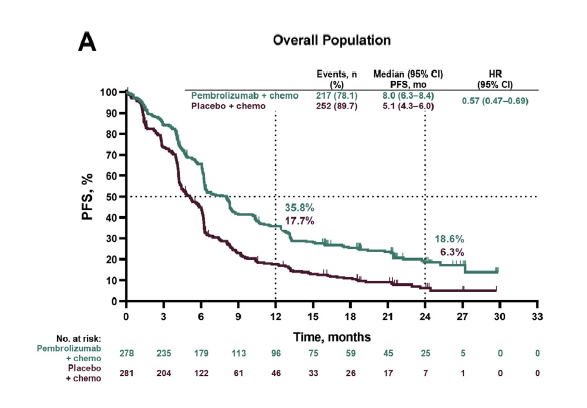 A
Overall Population
Events, n (%) Median (95% CI) PFS, mo HR (95% CI)
Pembrolizumab + chemo 217 (78.1) 8.0 (6.3–8.4) 0.57 (0.47–0.69)
Placebo + chemo 252 (89.7) 5.1 (4.3–6.0)
PFS, %
100
90
80
70
60
50
40
30
20
10
0
35.8%
17.7%
18.6%
6.3%
0 3 6 9 12 15 18 21 24 27 30 33
Time, months
No. at risk:
Pembrolizumab + chemo 278 235 179 113 96 75 59 45 25 5 0 0
Placebo + chemo 281 204 122 61 46 33 26 17 7 1 0 0